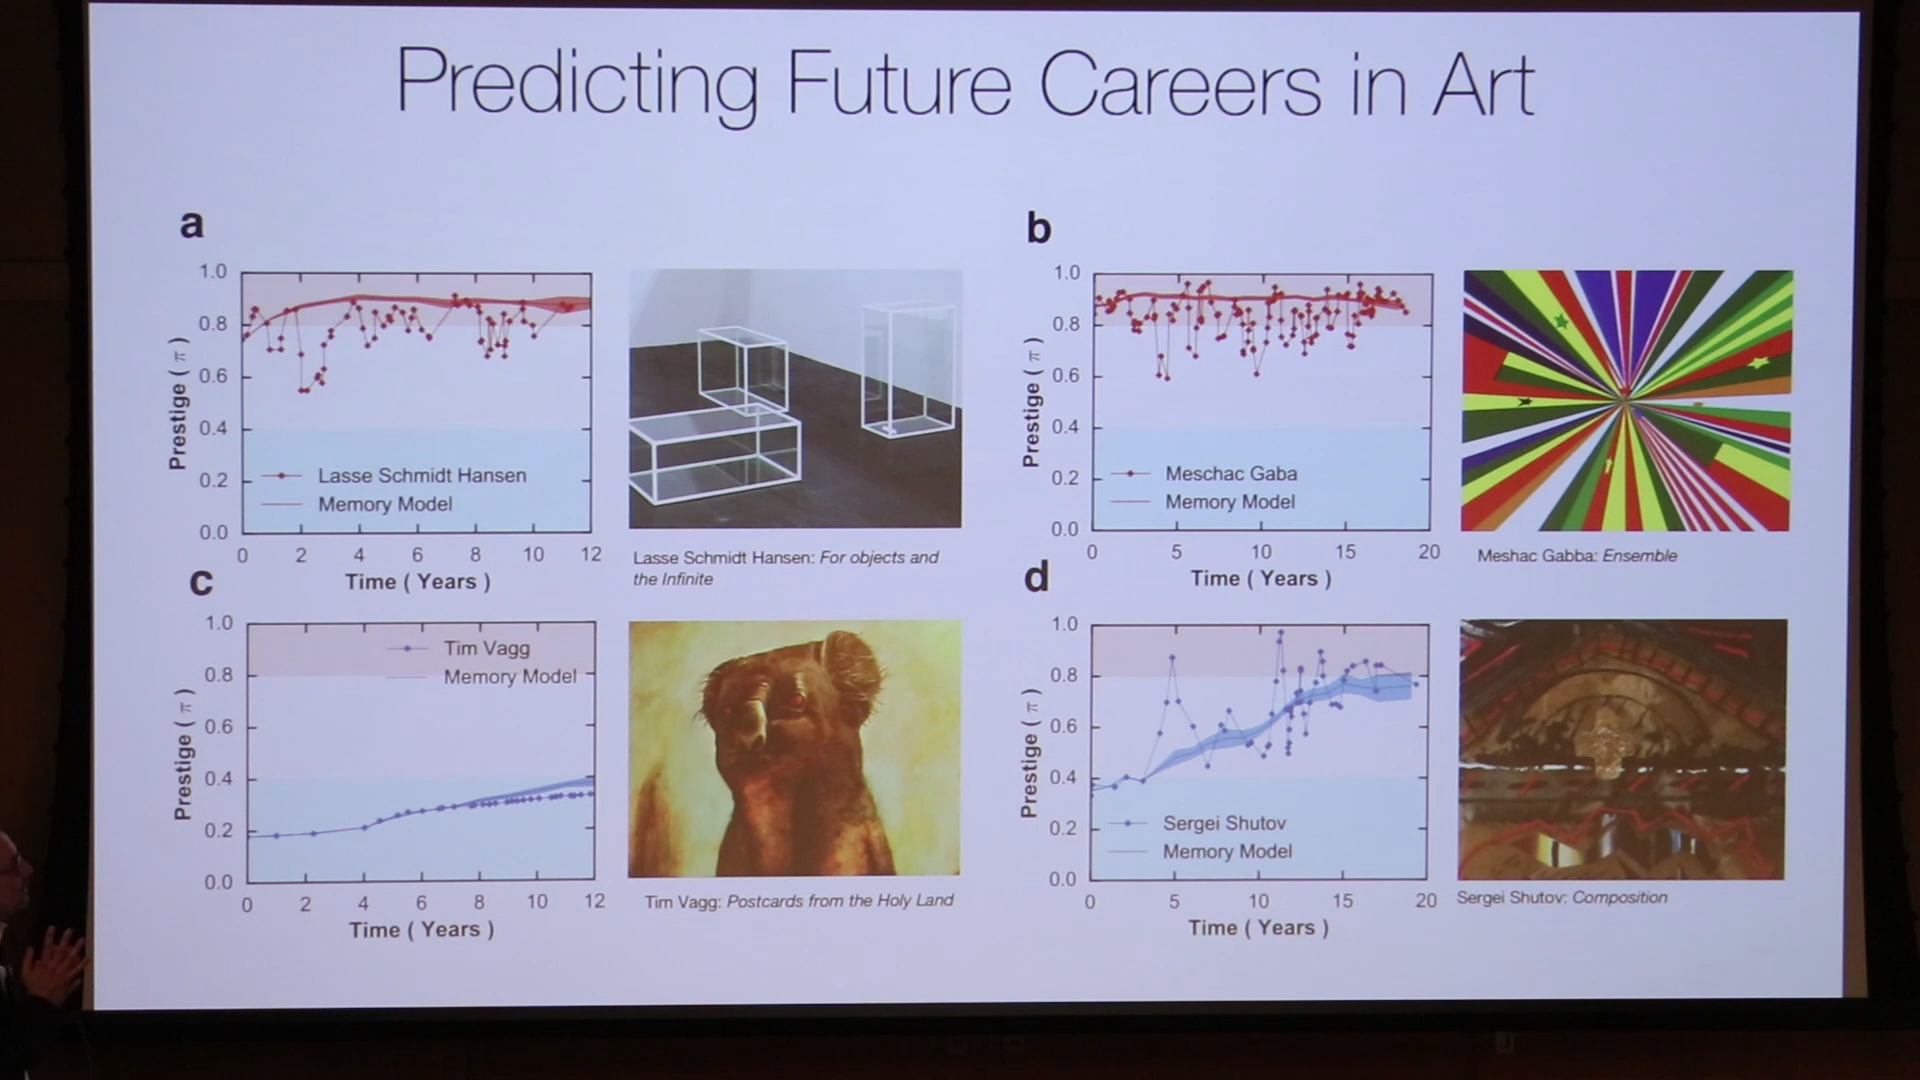 Predicting Future Careers in Art
a
1.0
0.8
0.6
0.4
0.2
0.0
Prestige ( π )
Lasse Schmidt Hansen
Memory Model
0 2 4 6 8 10 12
Time ( Years )
Lasse Schmidt Hansen: For objects and
the Infinite
b
1.0
0.8
0.6
0.4
0.2
0.0
Prestige ( π )
Meschac Gaba
Memory Model
0 5 10 15 20
Time ( Years )
Meshac Gabba: Ensemble
c
1.0
0.8
0.6
0.4
0.2
0.0
Prestige ( π )
Tim Vagg
Memory Model
0 2 4 6 8 10 12
Time ( Years )
Tim Vagg: Postcards from the Holy Land
d
1.0
0.8
0.6
0.4
0.2
0.0
Prestige ( π )
Sergei Shutov
Memory Model
0 5 10 15 20
Time ( Years )
Sergei Shutov: Composition